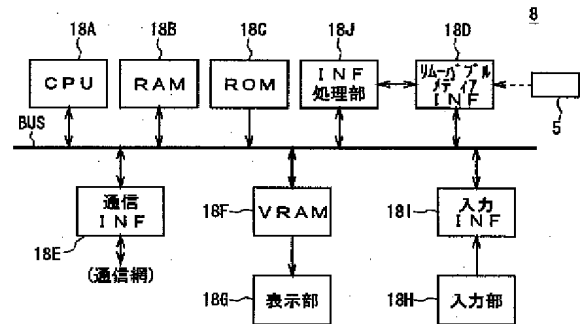 8
18A
18B
18C
18J
18D
CPU
RAM
ROM
INF
処理部
リムーバブル
メディア
INF
5
BUS
通信
INF
18E
(通信網)
18F
VRAM
18G
表示部
18I
入力
INF
18H
入力部